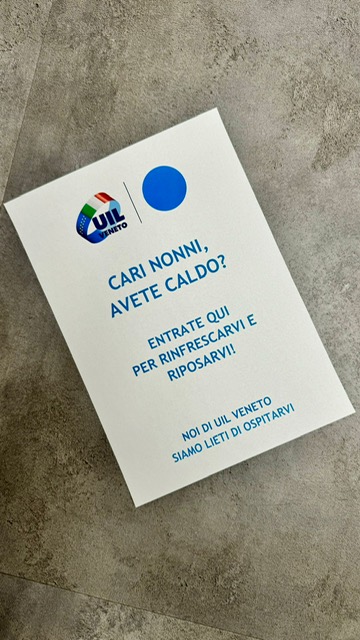 UIL
VENETO
CARI NONNI,
AVETE CALDO?
ENTRATE QUI
PER RINFRESCARVI E
RIPOSARVI!
NOI DI UIL VENETO
SIAMO LIETI DI OSPITARVI